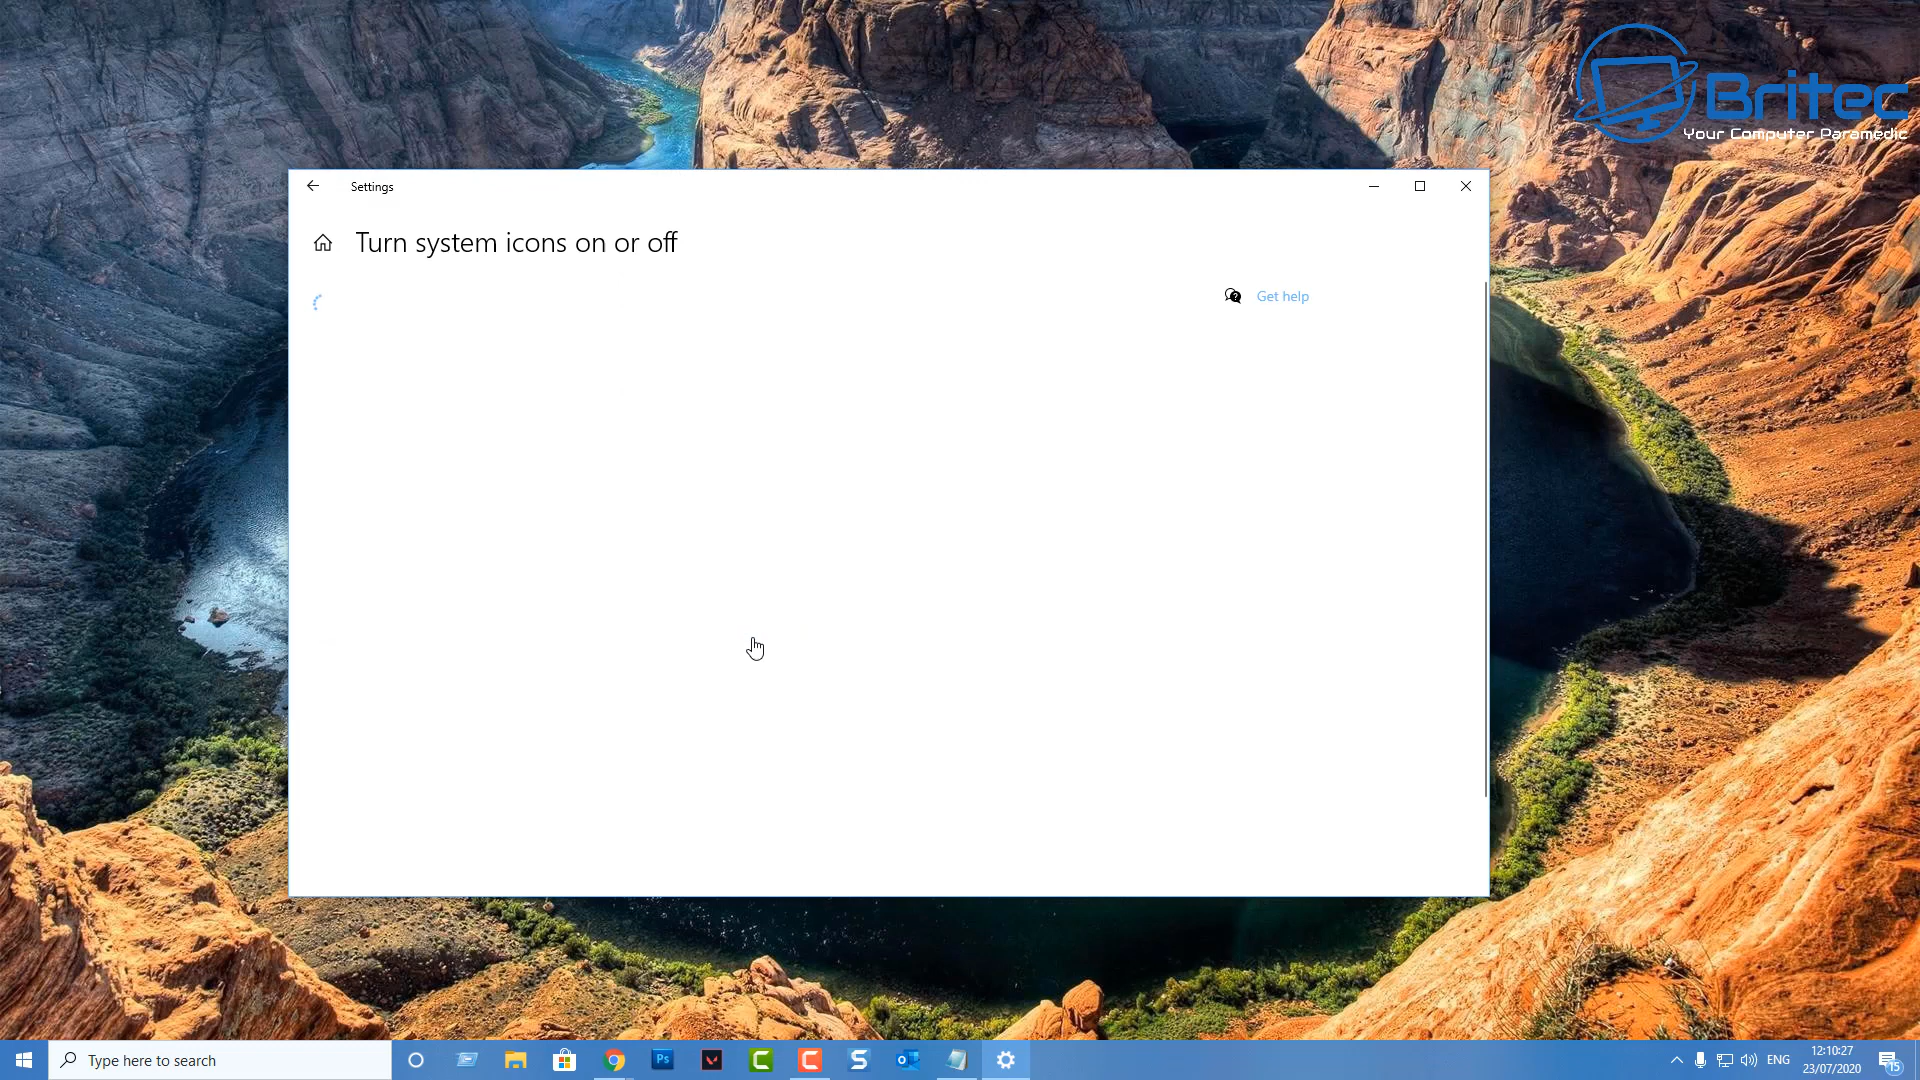 Britec
Your Computer Paramedic
Settings
Turn system icons on or off
Get help
Type here to search
Ps
ENG
12:10:27
23/07/2020
15